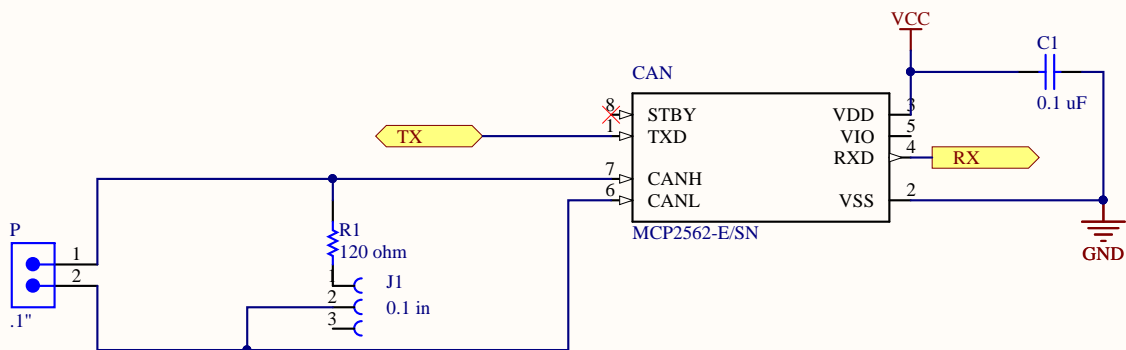 VCC
C1
0.1 uF
CAN
8 STBY
1 TXD
7 CANH
6 CANL
VDD 3
VIO 5
RXD 4
VSS 2
MCP2562-E/SN
TX
RX
GND
P
1
2
.1"
R1
120 ohm
1
2
3
J1
0.1 in